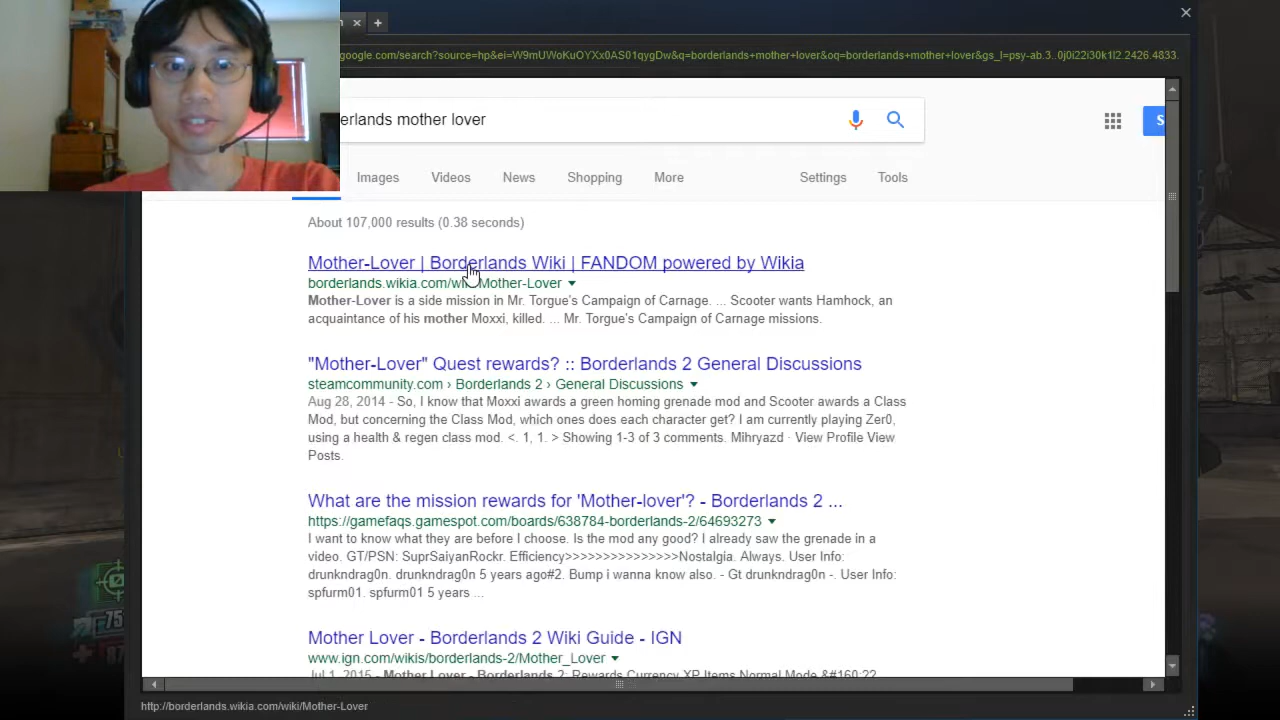 google.com/search?source=hp&ei=W9mUWoKuOYXx0AS01qygDw&q=borderlands+mother+lover&oq=borderlands+mother+lover&gs_l=psy-ab.3..0j0i22i30k1l2.2426.4833.
erlands mother lover
S
Images Videos News Shopping More Settings Tools
About 107,000 results (0.38 seconds)
Mother-Lover | Borderlands Wiki | FANDOM powered by Wikia
borderlands.wikia.com/wiki/Mother-Lover
Mother-Lover is a side mission in Mr. Torgue's Campaign of Carnage. ... Scooter wants Hamhock, an
acquaintance of his mother Moxxi, killed. ... Mr. Torgue's Campaign of Carnage missions.
"Mother-Lover" Quest rewards? :: Borderlands 2 General Discussions
steamcommunity.com › Borderlands 2 › General Discussions
Aug 28, 2014 - So, I know that Moxxi awards a green homing grenade mod and Scooter awards a Class
Mod, but concerning the Class Mod, which ones does each character get? I am currently playing Zer0,
using a health & regen class mod. <. 1, 1. > Showing 1-3 of 3 comments. Mihryazd · View Profile View
Posts.
What are the mission rewards for 'Mother-lover'? - Borderlands 2 ...
https://gamefaqs.gamespot.com/boards/638784-borderlands-2/64693273
I want to know what they are before I choose. Is the mod any good? I already saw the grenade in a
video. GT/PSN: SuprSaiyanRockr. Efficiency>>>>>>>>>>>>>>>Nostalgia. Always. User Info:
drunkndrag0n. drunkndrag0n 5 years ago#2. Bump i wanna know also. - Gt drunkndrag0n -. User Info:
spfurm01. spfurm01 5 years ...
Mother Lover - Borderlands 2 Wiki Guide - IGN
www.ign.com/wikis/borderlands-2/Mother_Lover
Jul 1, 2015 - Mother Lover - Borderlands 2: Rewards Currency XP Items Normal Mode &#160;22
75
87
http://borderlands.wikia.com/wiki/Mother-Lover